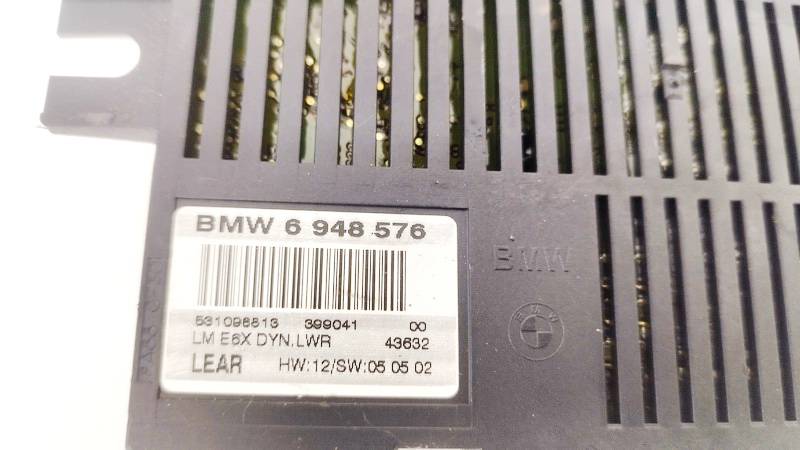 BMW 6 948 576
531098813 399041 00
LM E6X DYN.LWR 43632
LEAR HW:12/SW:05 05 02
BMW